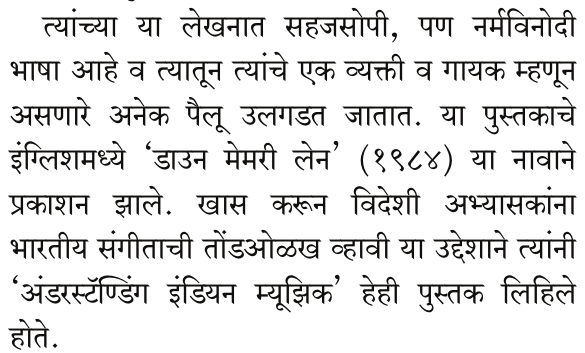 त्यांच्या या लेखनात सहजसोपी, पण नर्मविनोदी
भाषा आहे व त्यातून त्यांचे एक व्यक्ती व गायक म्हणून
असणारे अनेक पैलू उलगडत जातात. या पुस्तकाचे
इंग्लिशमध्ये ‘डाउन मेमरी लेन’ (१९८४) या नावाने
प्रकाशन झाले. खास करून विदेशी अभ्यासकांना
भारतीय संगीताची तोंडओळख व्हावी या उद्देशाने त्यांनी
‘अंडरस्टॅण्डिंग इंडियन म्यूझिक’ हेही पुस्तक लिहिले
होते.